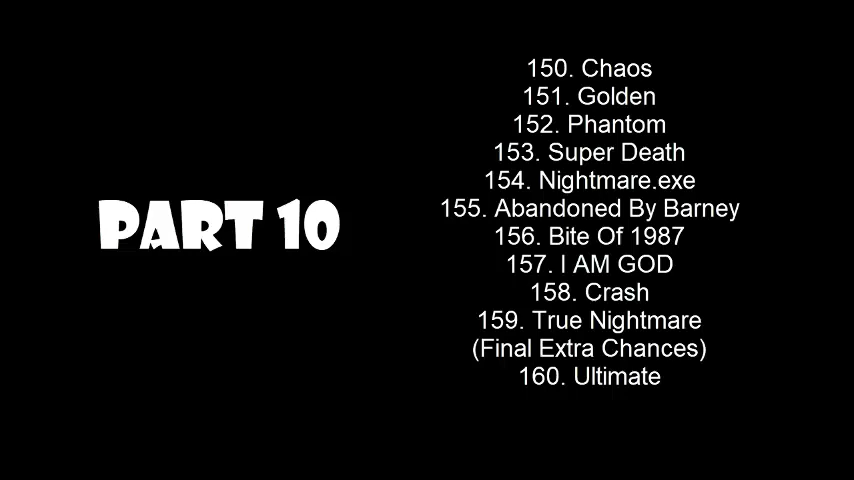 PART 10
150. Chaos
151. Golden
152. Phantom
153. Super Death
154. Nightmare.exe
155. Abandoned By Barney
156. Bite Of 1987
157. I AM GOD
158. Crash
159. True Nightmare
(Final Extra Chances)
160. Ultimate